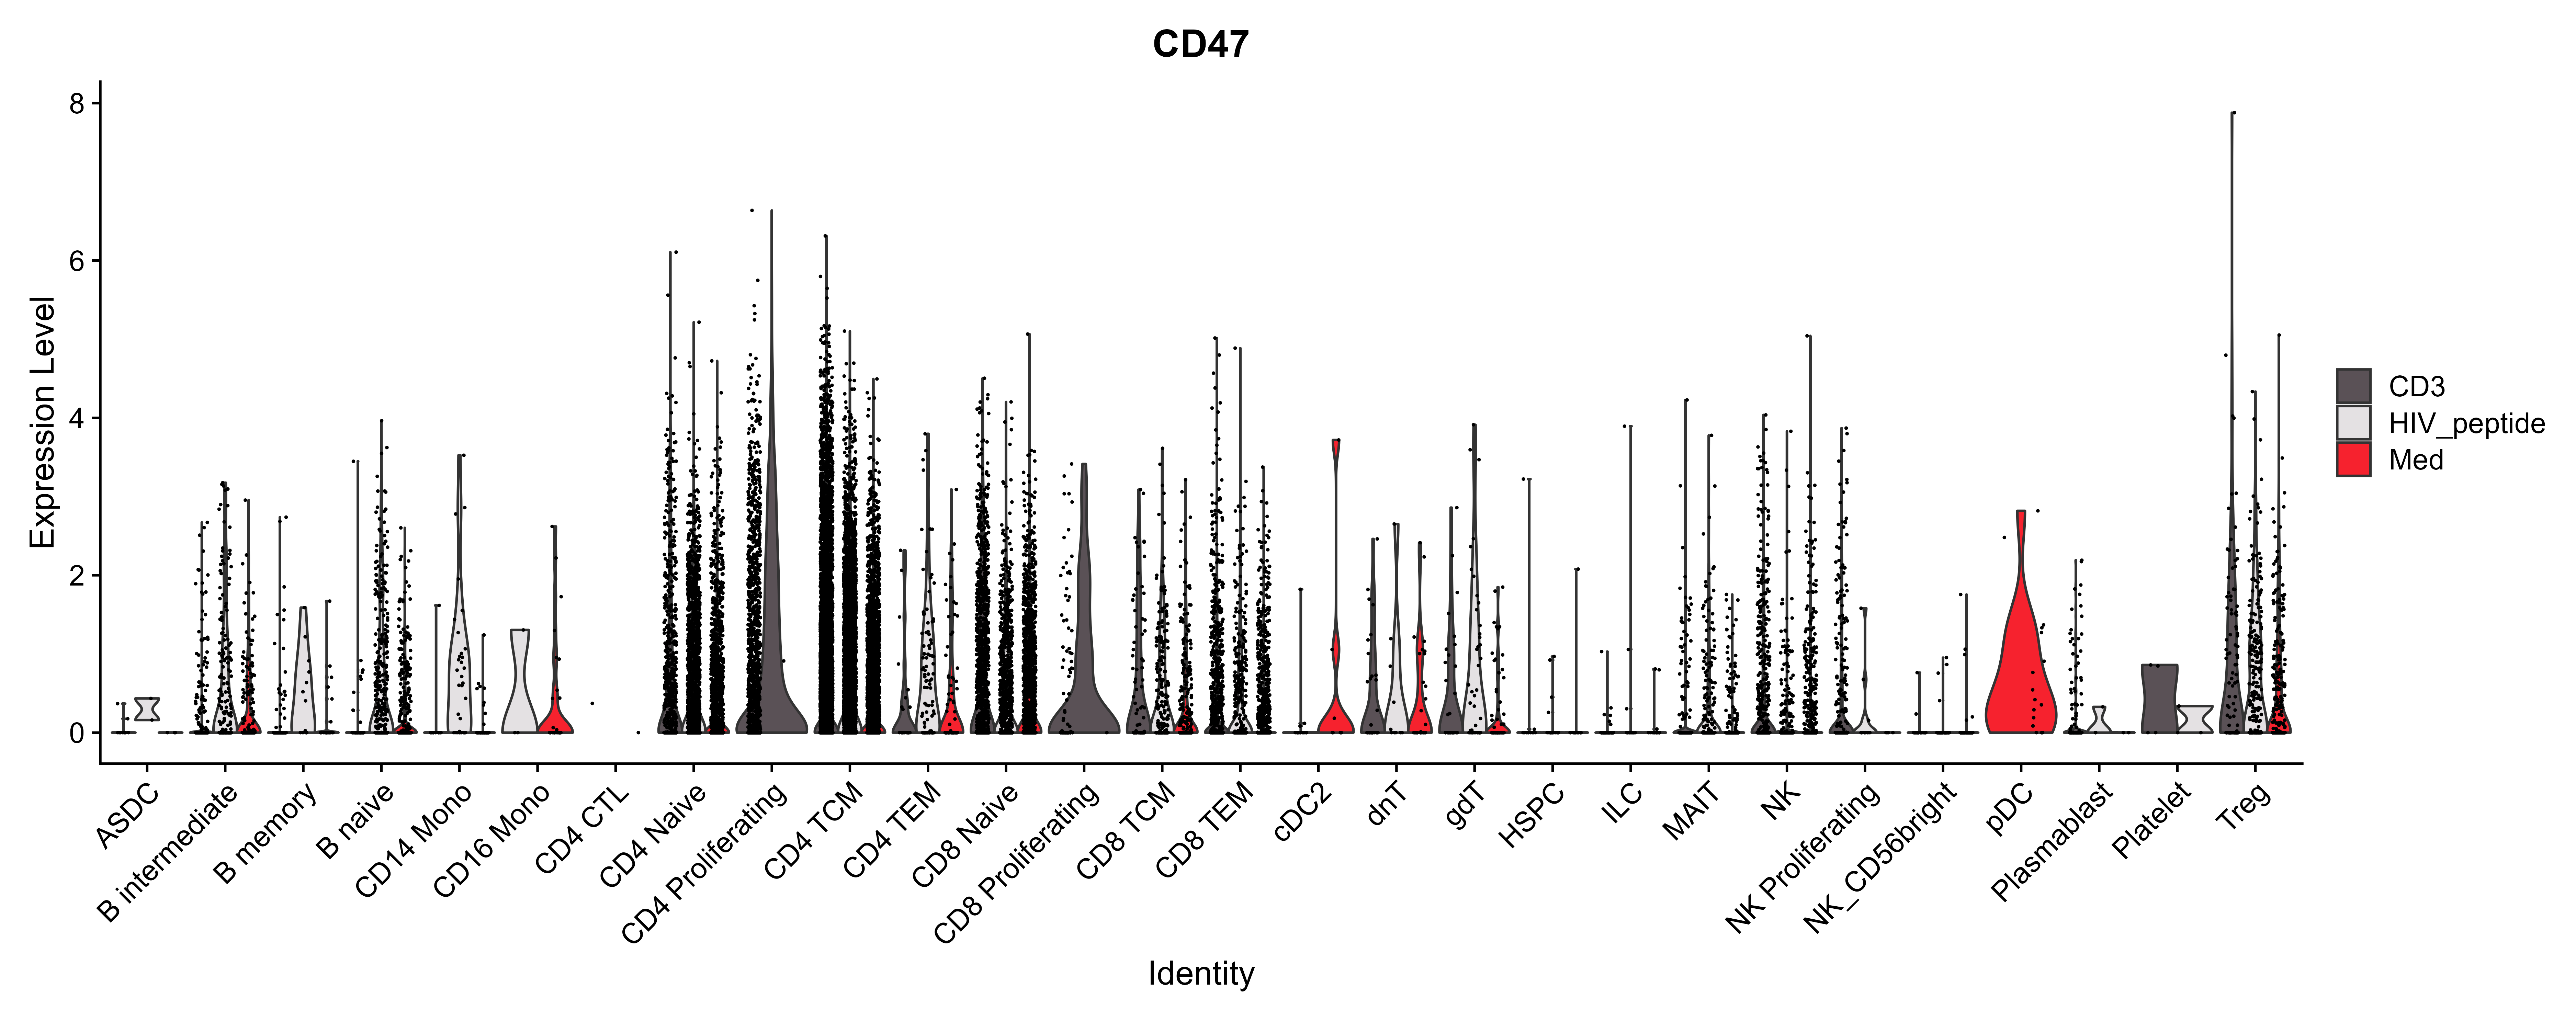 CD47
Expression Level
8
6
4
2
0
ASDC
B intermediate
B memory
B naive
CD14 Mono
CD16 Mono
CD4 CTL
CD4 Naive
CD4 Proliferating
CD4 TCM
CD4 TEM
CD8 Naive
CD8 Proliferating
CD8 TCM
CD8 TEM
cDC2
dnT
gdT
HSPC
ILC
MAIT
NK
NK Proliferating
NK_CD56bright
pDC
Plasmablast
Platelet
Treg
Identity
CD3
HIV_peptide
Med